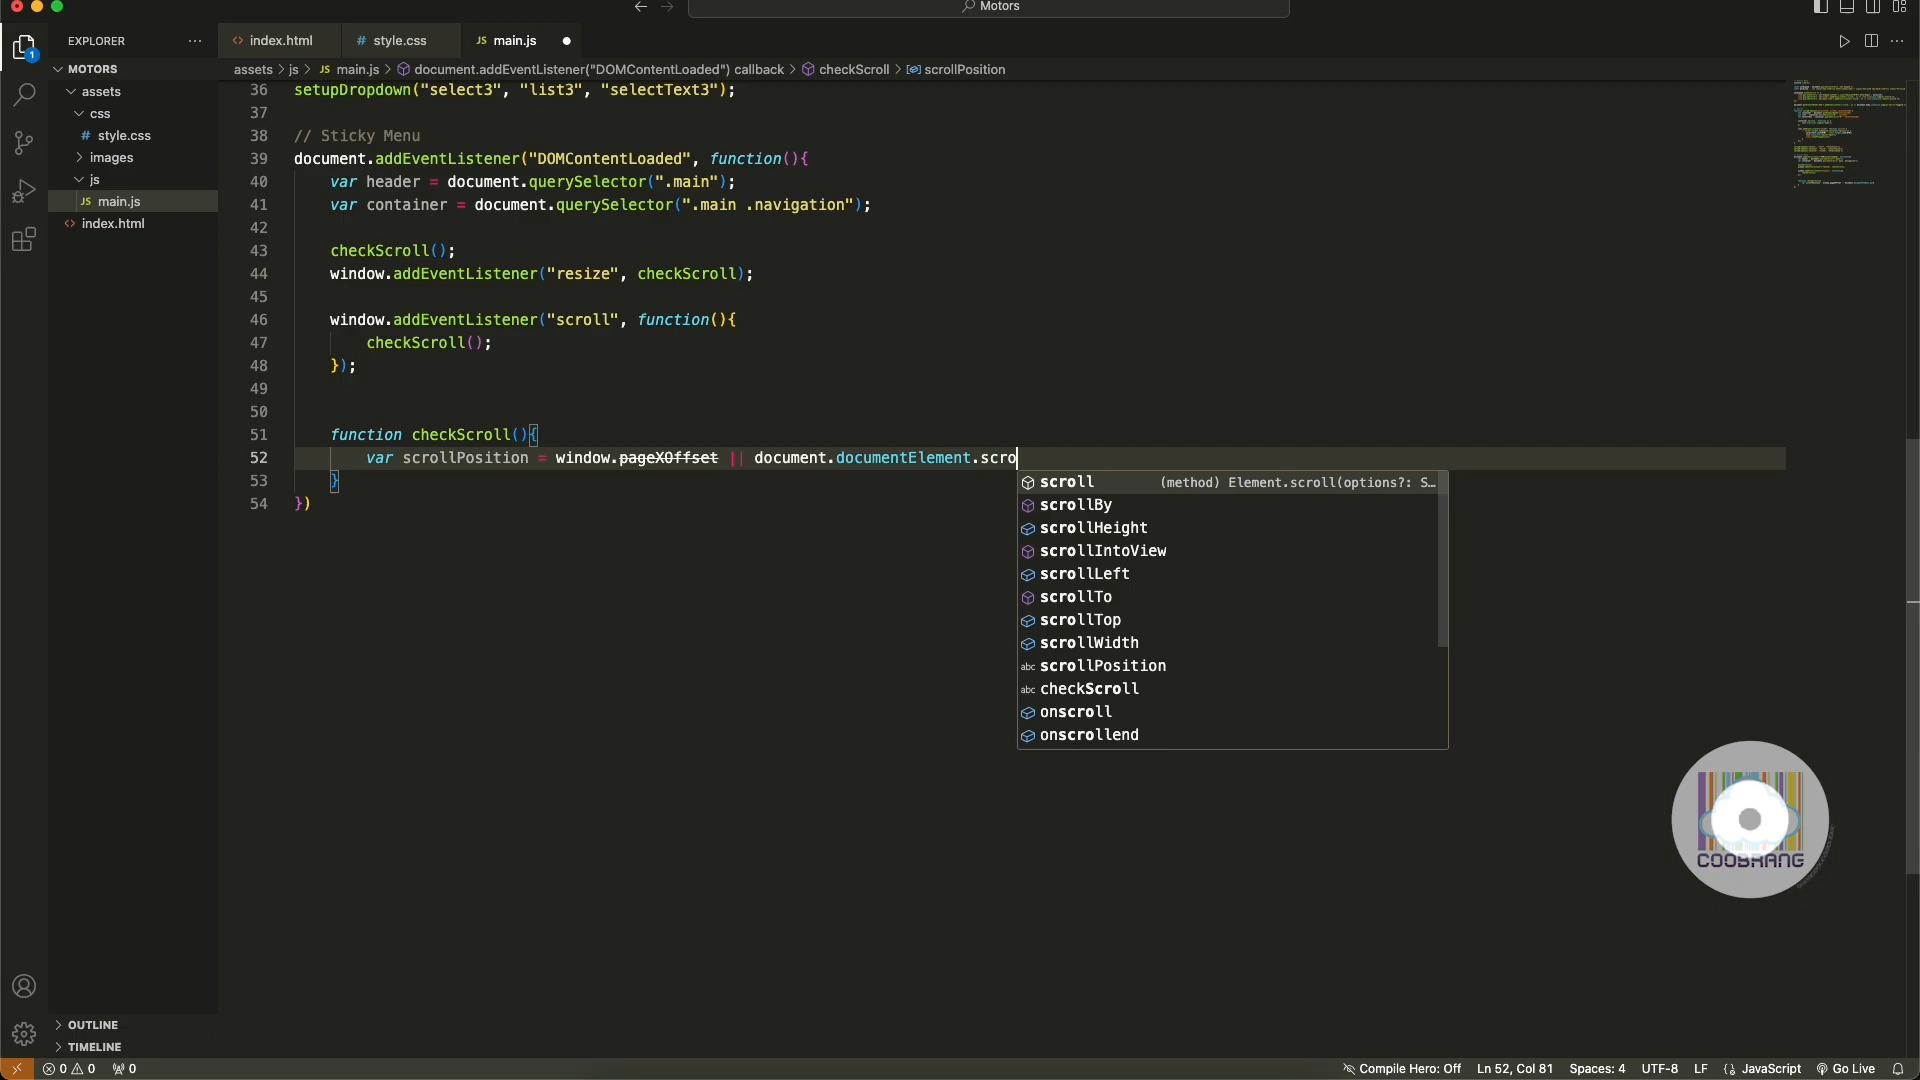 Motors
1
EXPLORER ···
index.html
# style.css
JS main.js
MOTORS
assets > js > JS main.js > document.addEventListener("DOMContentLoaded") callback > checkScroll > scrollPosition
assets
css
# style.css
images
js
JS main.js
index.html
36 setupDropdown("select3", "list3", "selectText3");
37
38 // Sticky Menu
39 document.addEventListener("DOMContentLoaded", function(){
40 var header = document.querySelector(".main");
41 var container = document.querySelector(".main .navigation");
42
43 checkScroll();
44 window.addEventListener("resize", checkScroll);
45
46 window.addEventListener("scroll", function(){
47 checkScroll();
48 });
49
50
51 function checkScroll(){
52 var scrollPosition = window.pageXOffset || document.documentElement.scro
53 }
54 })
scroll (method) Element.scroll(options?: S…
scrollBy
scrollHeight
scrollIntoView
scrollLeft
scrollTo
scrollTop
scrollWidth
abc scrollPosition
abc checkScroll
onscroll
onscrollend
COOBRANG
OUTLINE
TIMELINE
0 0 0
Compile Hero: Off Ln 52, Col 81 Spaces: 4 UTF-8 LF {} JavaScript Go Live